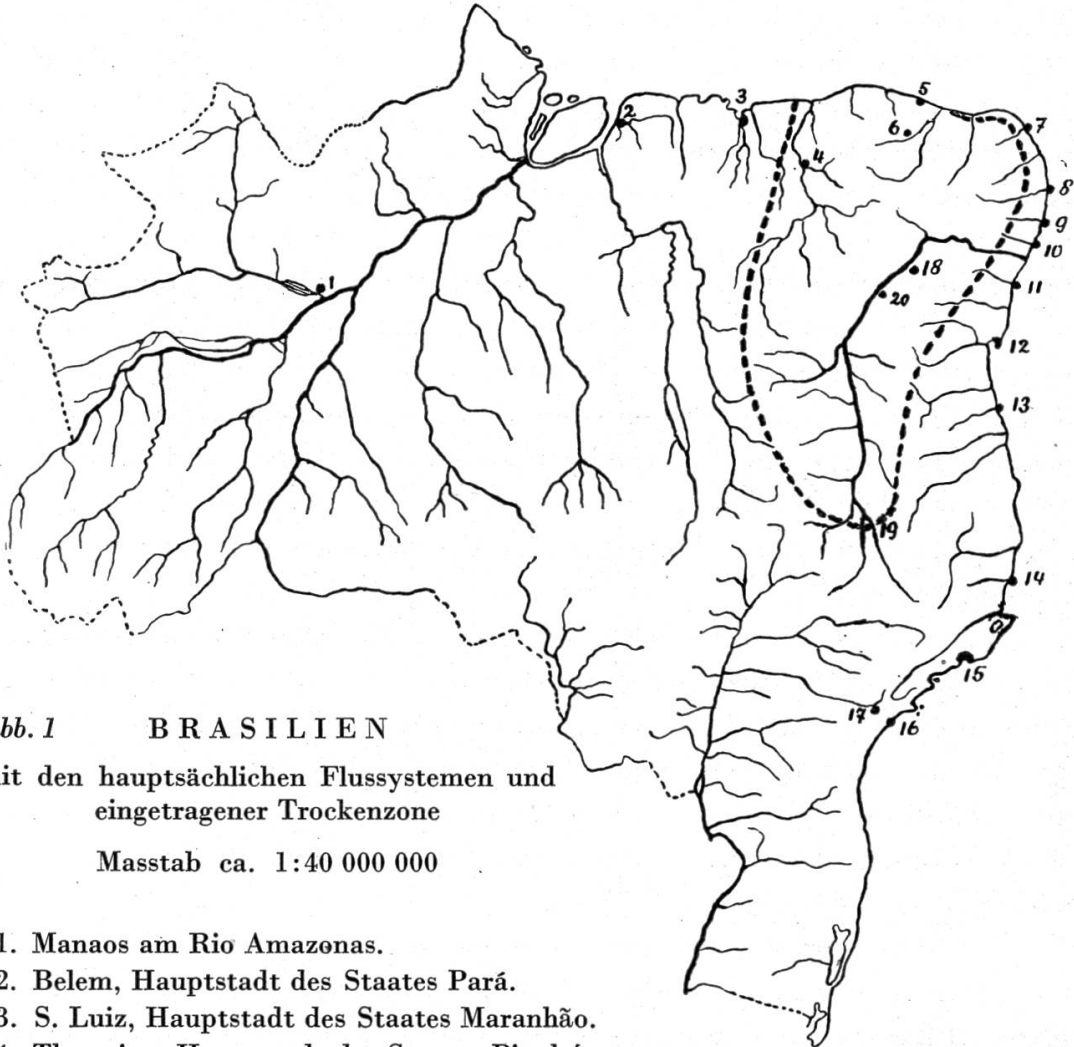 5
3
2
7
6
4
8
9
10
18
1
11
20
12
13
19
14
15
17
16
bb. 1 BRASILIEN
it den hauptsächlichen Flussystemen und
eingetragener Trockenzone
Masstab ca. 1:40 000 000
1. Manaos am Rio Amazonas.
2. Belem, Hauptstadt des Staates Pará.
3. S. Luiz, Hauptstadt des Staates Maranhão.